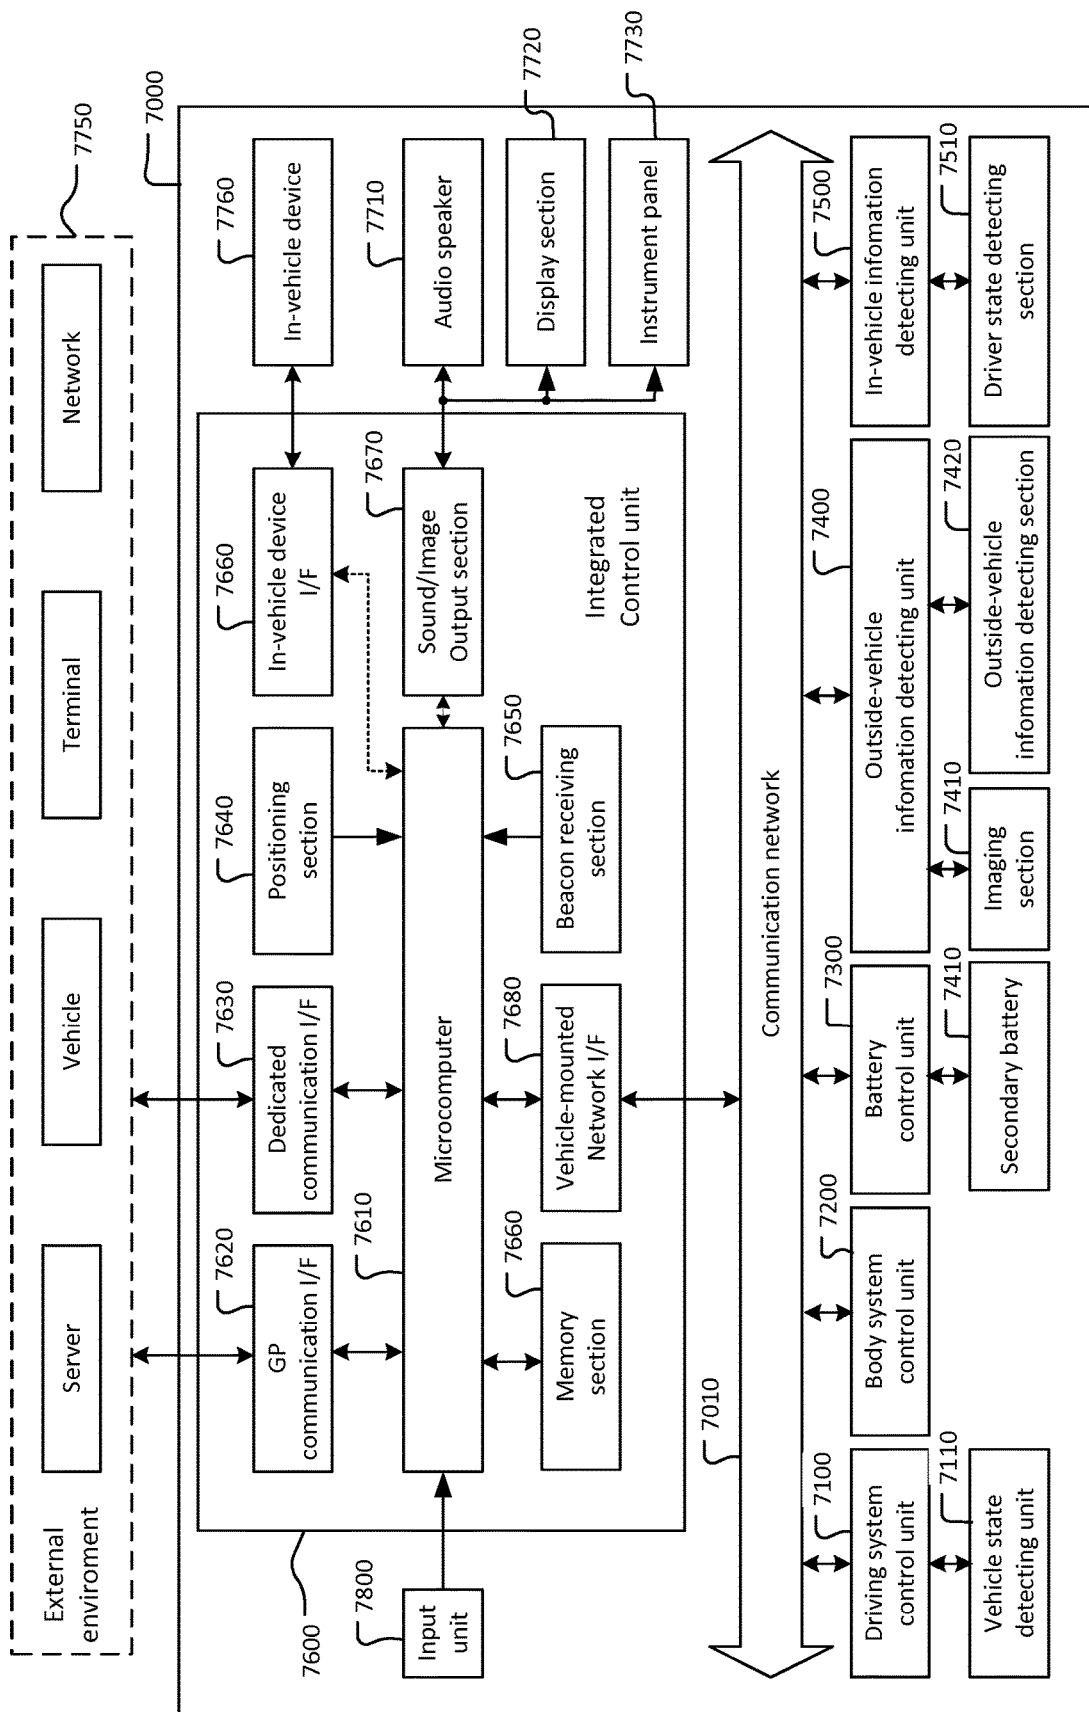 External
enviroment
Server
Vehicle
Terminal
Network
7750
7000
7600
7800
Input
unit
7620
GP
communication I/F
7630
Dedicated
communication I/F
7640
Positioning
section
7660
In-vehicle device
I/F
7760
In-vehicle device
7610
Microcomputer
7670
Sound/Image
Output section
7710
Audio speaker
7660
Memory
section
7680
Vehicle-mounted
Network I/F
7650
Beacon receiving
section
Integrated
Control unit
7720
Display section
7730
Instrument panel
7010
Communication network
7100
Driving system
control unit
7200
Body system
control unit
7300
Battery
control unit
7400
Outside-vehicle
infomation detecting unit
7500
In-vehicle infomation
detecting unit
7110
Vehicle state
detecting unit
7410
Secondary battery
7410
Imaging
section
7420
Outside-vehicle
infomation detecting section
7510
Driver state detecting
section